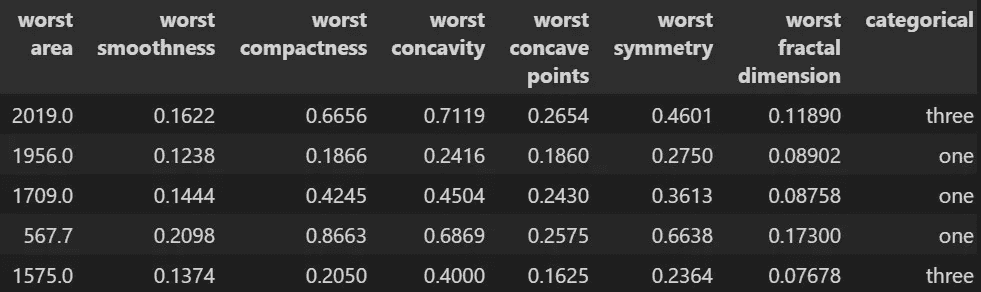 worst area worst smoothness worst compactness worst concavity worst concave points worst symmetry worst fractal dimension categorical
2019.0 0.1622 0.6656 0.7119 0.2654 0.4601 0.11890 three
1956.0 0.1238 0.1866 0.2416 0.1860 0.2750 0.08902 one
1709.0 0.1444 0.4245 0.4504 0.2430 0.3613 0.08758 one
567.7 0.2098 0.8663 0.6869 0.2575 0.6638 0.17300 one
1575.0 0.1374 0.2050 0.4000 0.1625 0.2364 0.07678 three